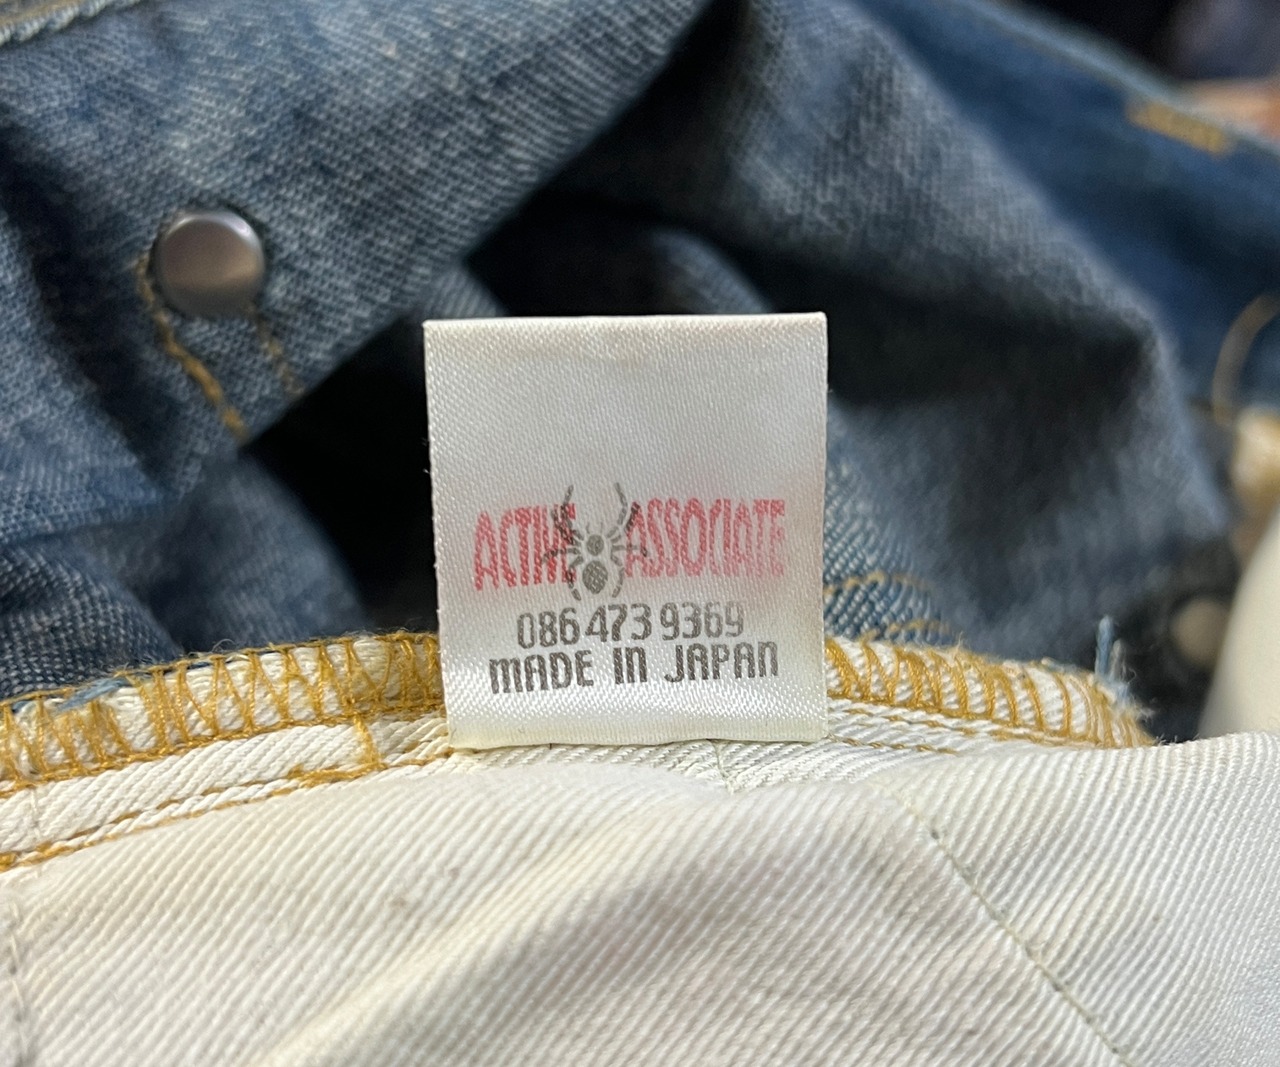 ACTIVE ASSOCIATE
086 473 9369
MADE IN JAPAN